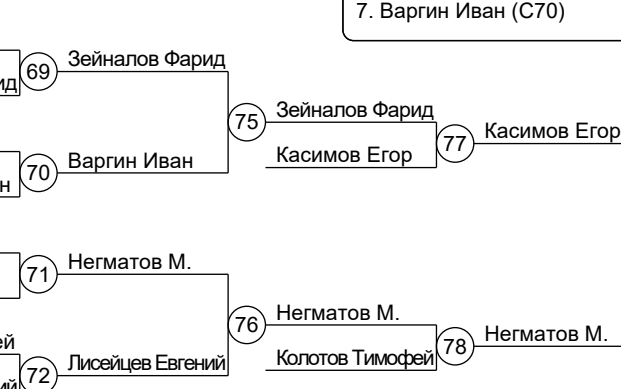 7. Варгин Иван (С70)
69 Зейналов Фарид
75 Зейналов Фарид
77 Касимов Егор
Касимов Егор
70 Варгин Иван
71 Негматов М.
76 Негматов М.
78 Негматов М.
Колотов Тимофей
72 Лисейцев Евгений